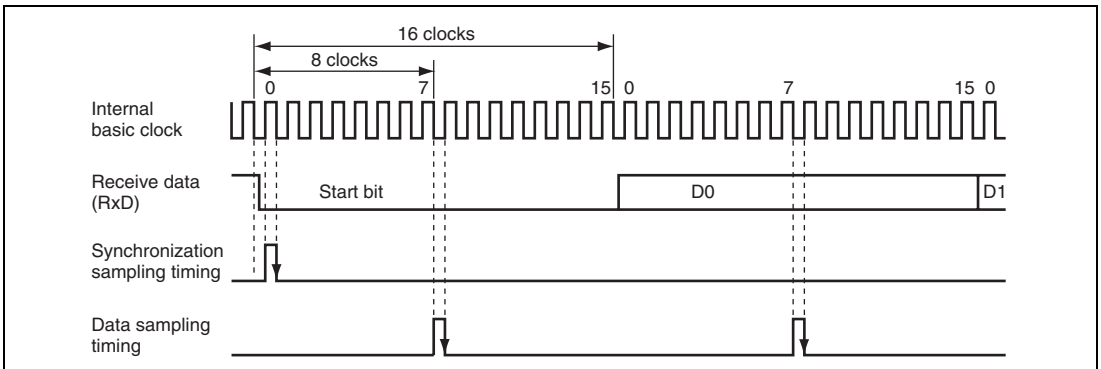 16 clocks
8 clocks
0 7 15 0 7 15 0
Internal
basic clock
Receive data
(RxD)
Start bit D0 D1
Synchronization
sampling timing
Data sampling
timing